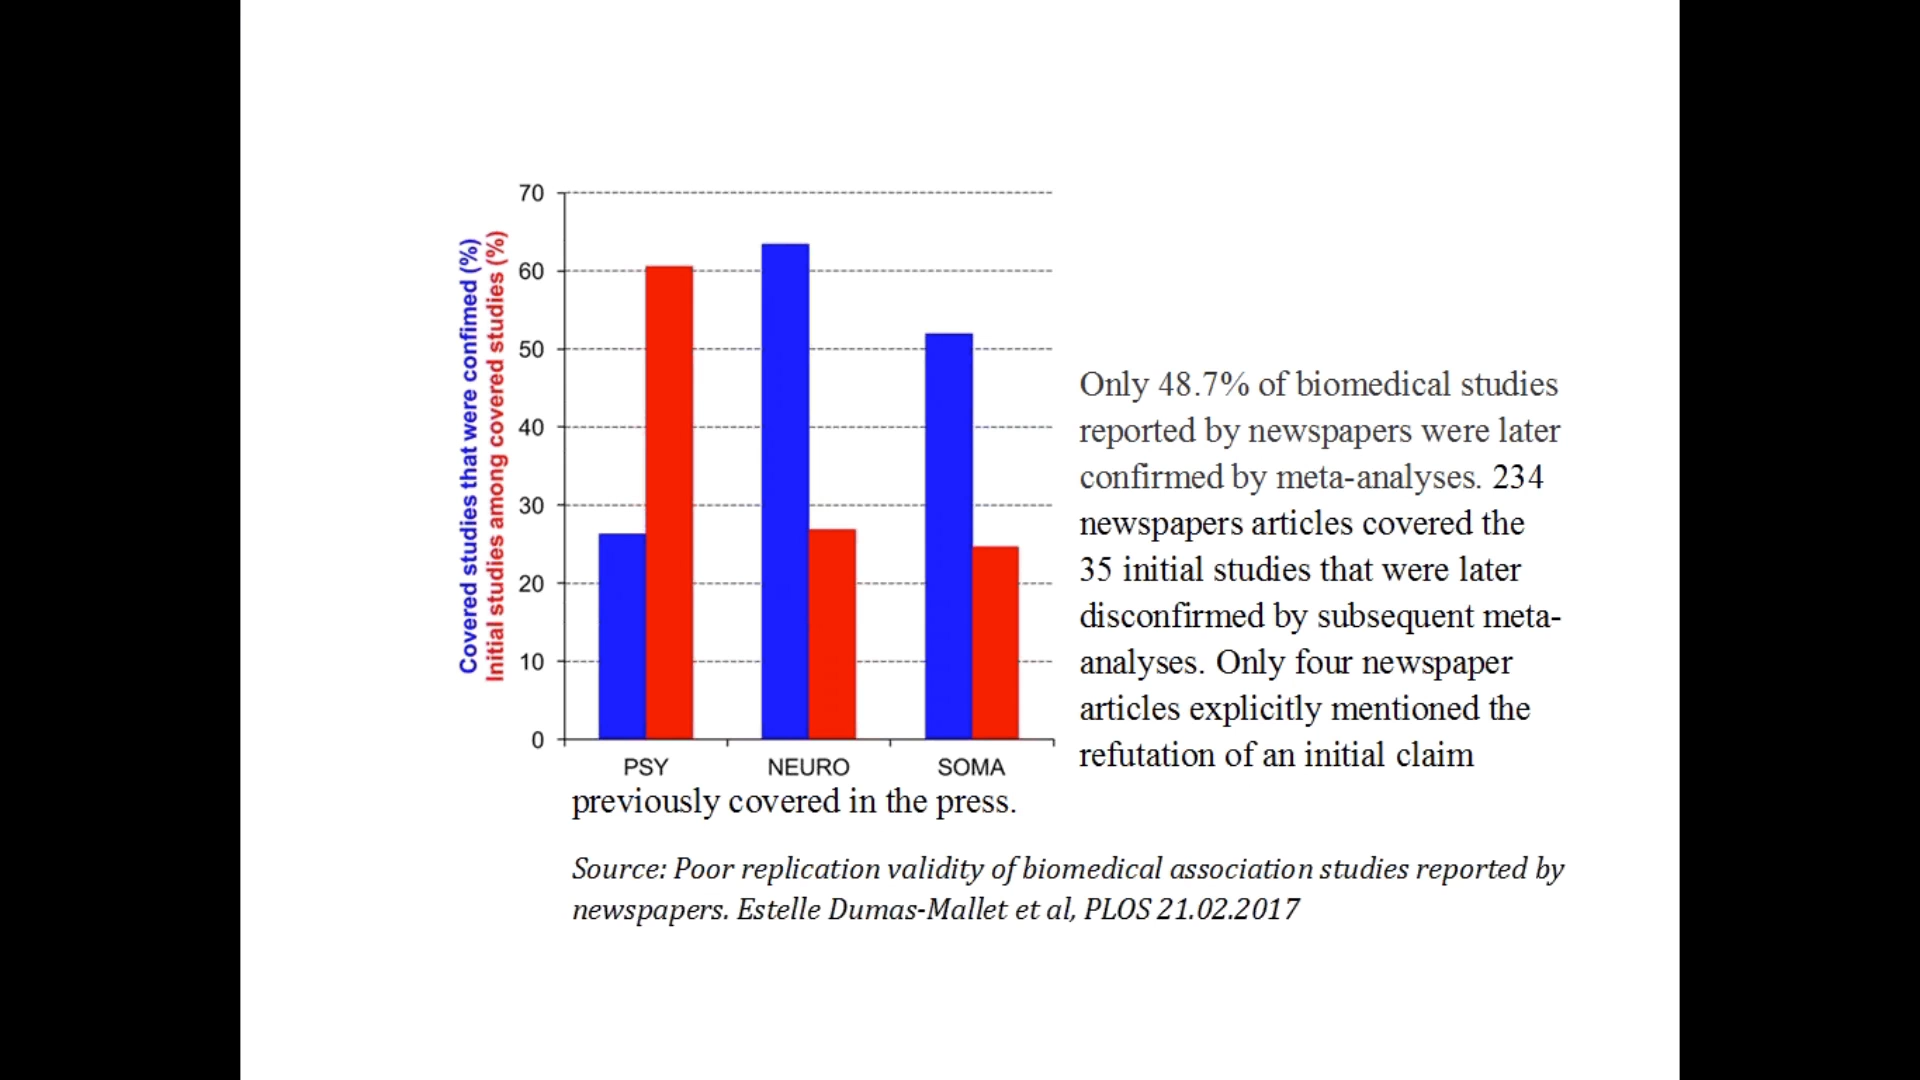 Covered studies that were confimed (%)
Initial studies among covered studies (%)
70
60
50
40
30
20
10
0
PSY NEURO SOMA
Only 48.7% of biomedical studies
reported by newspapers were later
confirmed by meta-analyses. 234
newspapers articles covered the
35 initial studies that were later
disconfirmed by subsequent meta-
analyses. Only four newspaper
articles explicitly mentioned the
refutation of an initial claim
previously covered in the press.
Source: Poor replication validity of biomedical association studies reported by
newspapers. Estelle Dumas-Mallet et al, PLOS 21.02.2017